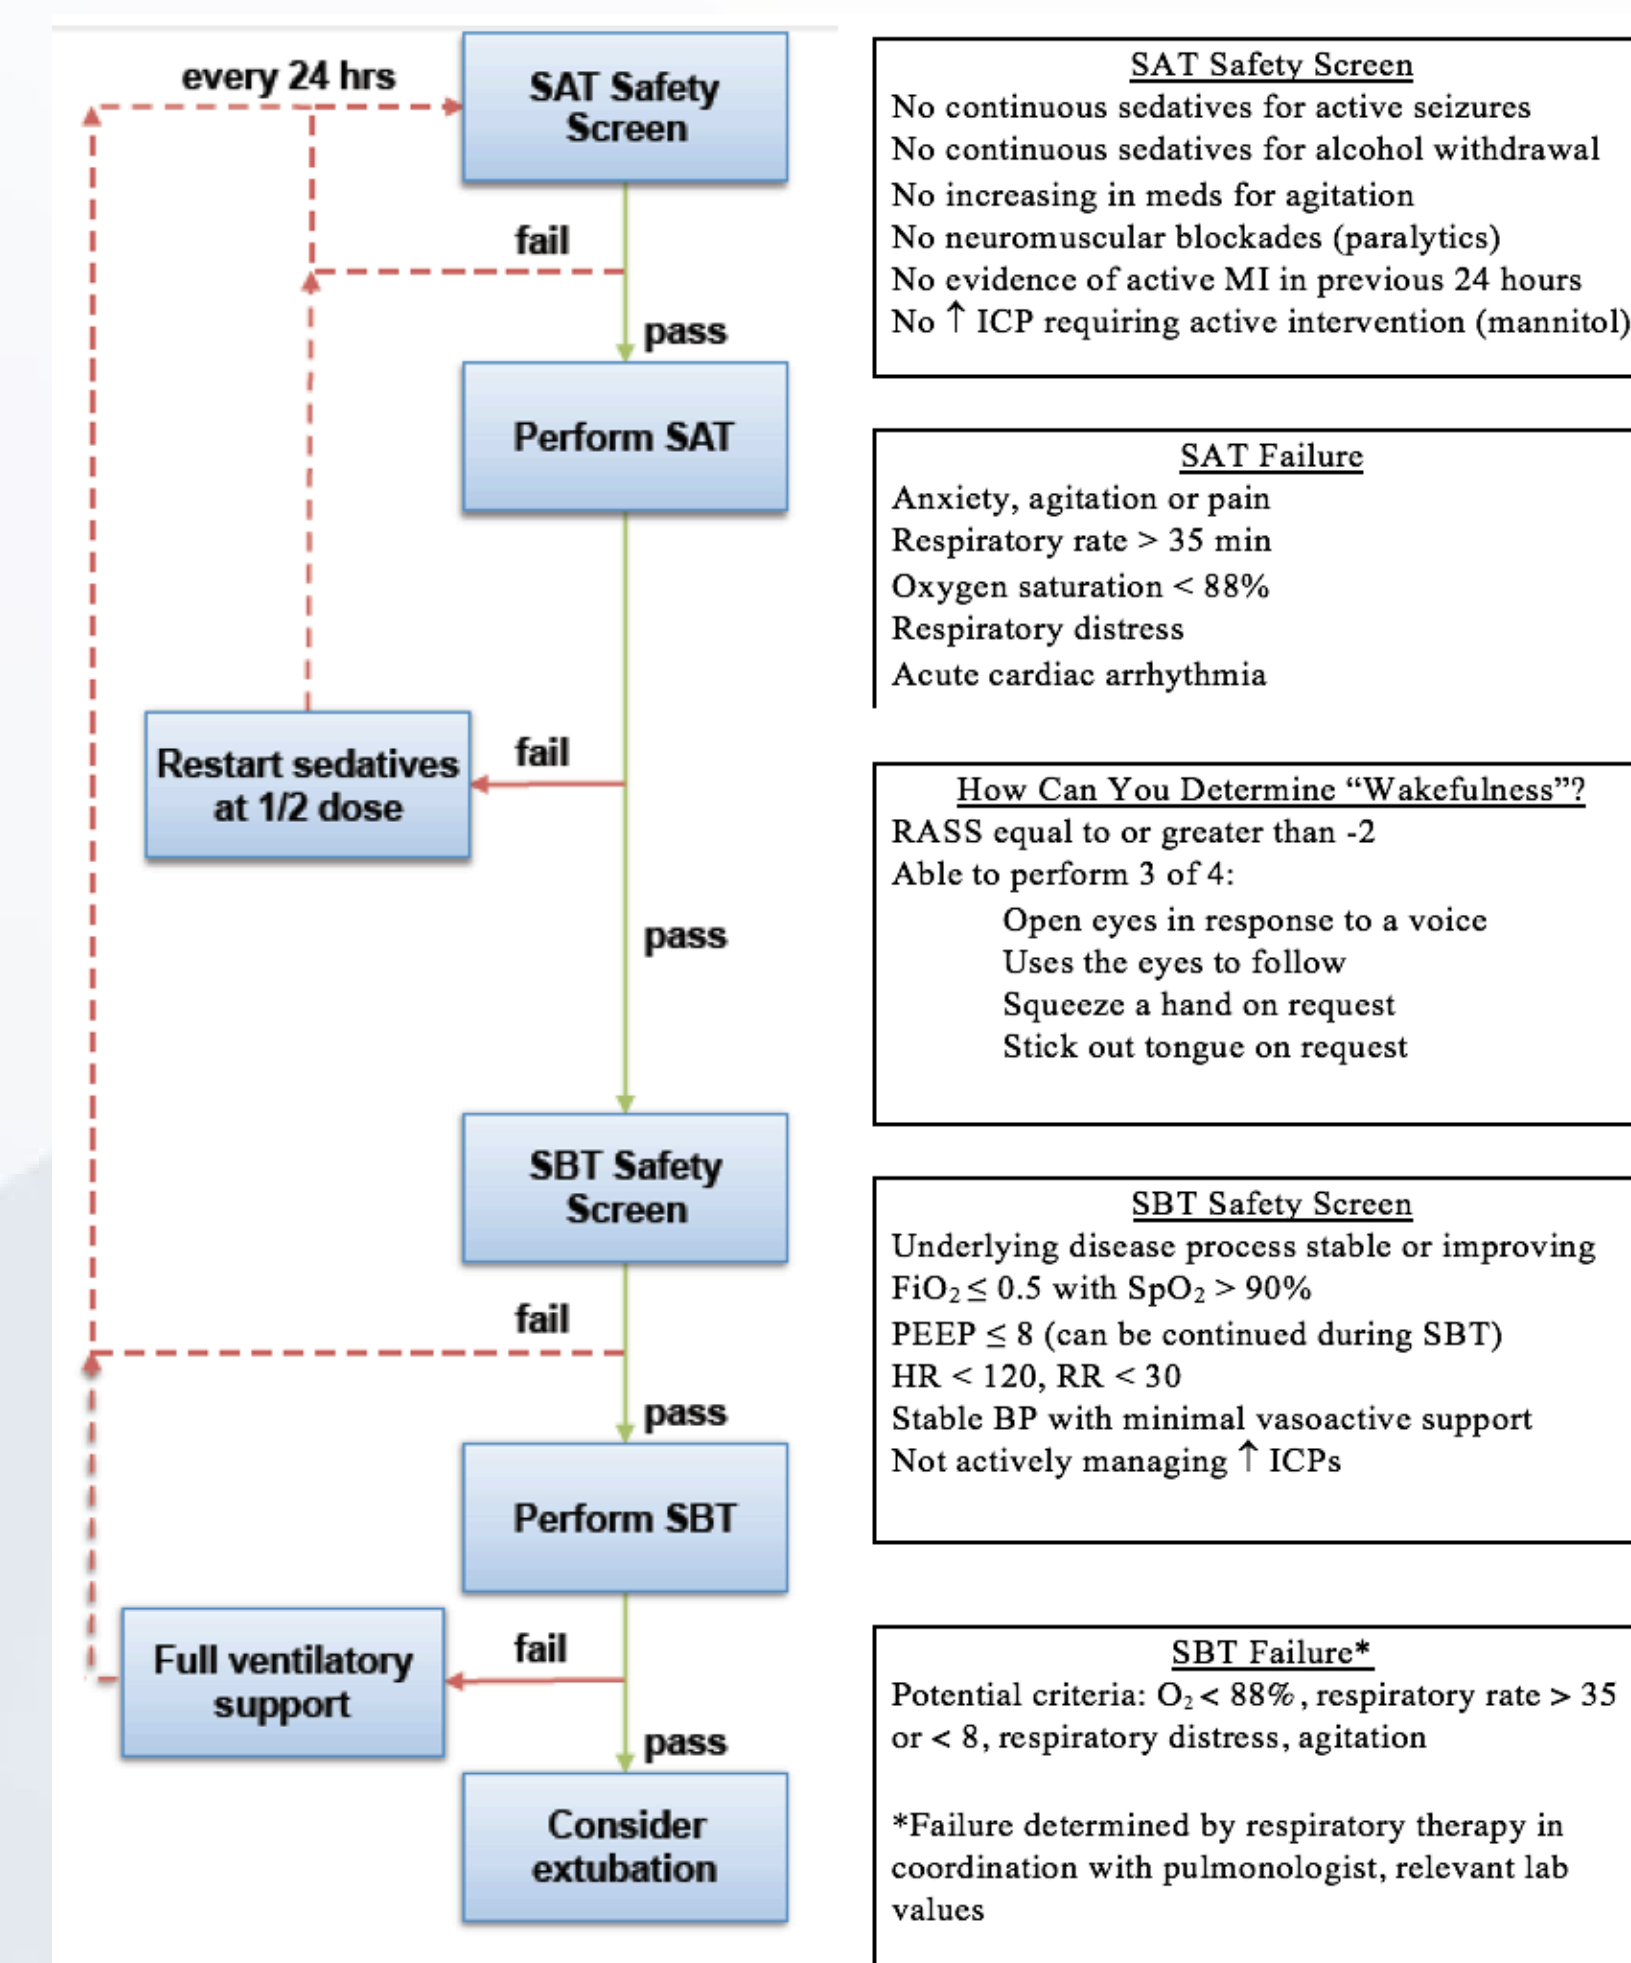 every 24 hrs
SAT Safety
Screen
fail
pass
Perform SAT
Restart sedatives
at 1/2 dose
fail
pass
SBT Safety
Screen
fail
pass
Perform SBT
Full ventilatory
support
fail
pass
Consider
extubation
SAT Safety Screen
No continuous sedatives for active seizures
No continuous sedatives for alcohol withdrawal
No increasing in meds for agitation
No neuromuscular blockades (paralytics)
No evidence of active MI in previous 24 hours
No ↑ ICP requiring active intervention (mannitol)
SAT Failure
Anxiety, agitation or pain
Respiratory rate > 35 min
Oxygen saturation < 88%
Respiratory distress
Acute cardiac arrhythmia
How Can You Determine “Wakefulness”?
RASS equal to or greater than -2
Able to perform 3 of 4:
Open eyes in response to a voice
Uses the eyes to follow
Squeeze a hand on request
Stick out tongue on request
SBT Safety Screen
Underlying disease process stable or improving
FiO₂ ≤ 0.5 with SpO₂ > 90%
PEEP ≤ 8 (can be continued during SBT)
HR < 120, RR < 30
Stable BP with minimal vasoactive support
Not actively managing ↑ ICPs
SBT Failure*
Potential criteria: O₂ < 88%, respiratory rate > 35
or < 8, respiratory distress, agitation
*Failure determined by respiratory therapy in
coordination with pulmonologist, relevant lab
values